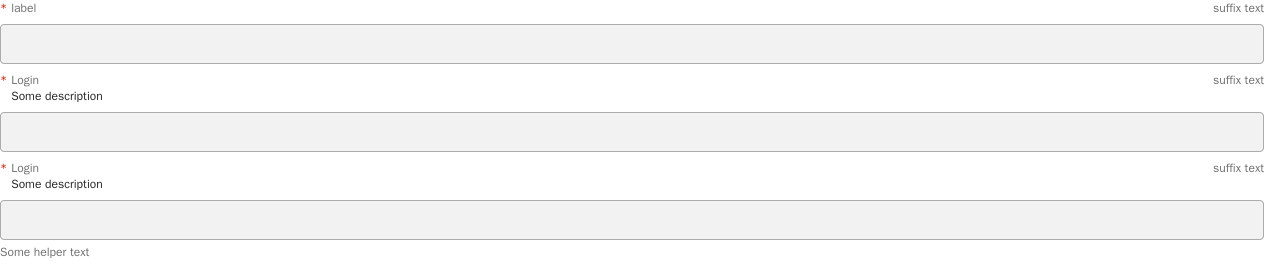 * label suffix text
* Login suffix text
Some description
* Login suffix text
Some description
Some helper text